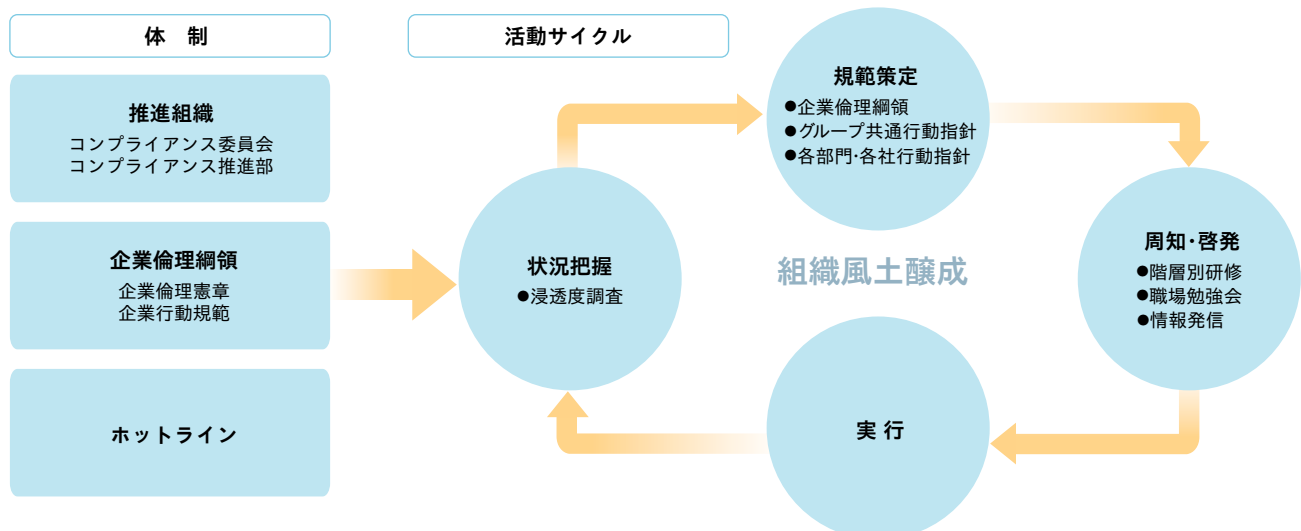 体　制
推進組織
コンプライアンス委員会
コンプライアンス推進部
企業倫理綱領
企業倫理憲章
企業行動規範
ホットライン
活動サイクル
規範策定
●企業倫理綱領
●グループ共通行動指針
●各部門・各社行動指針
周知・啓発
●階層別研修
●職場勉強会
●情報発信
実 行
状況把握
●浸透度調査
組織風土醸成